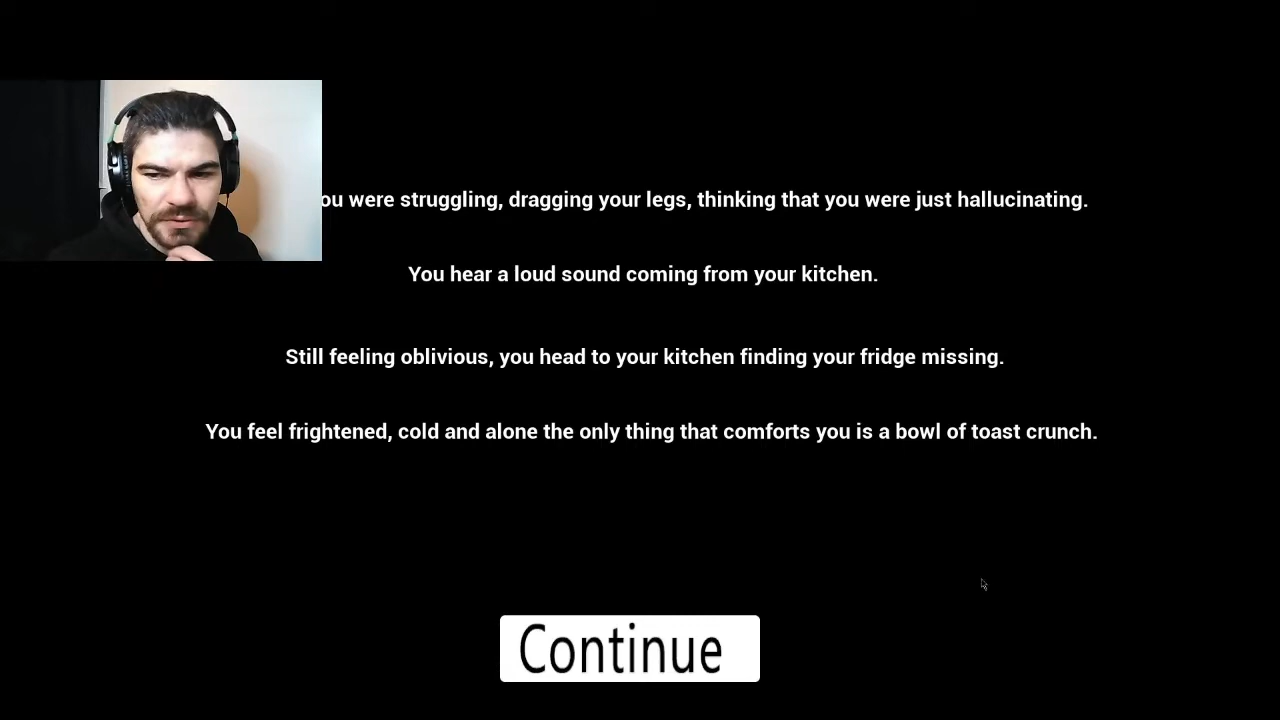 you were struggling, dragging your legs, thinking that you were just hallucinating.
You hear a loud sound coming from your kitchen.
Still feeling oblivious, you head to your kitchen finding your fridge missing.
You feel frightened, cold and alone the only thing that comforts you is a bowl of toast crunch.
Continue